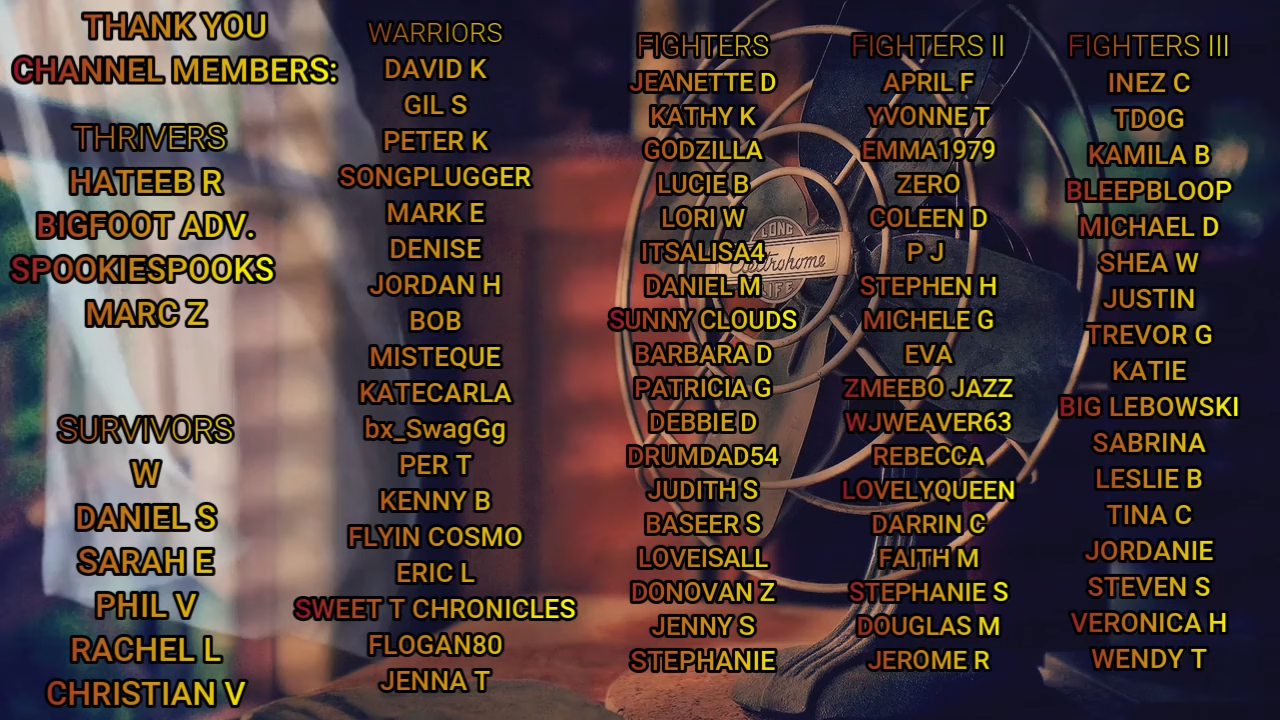 THANK YOU
CHANNEL MEMBERS:
THRIVERS
HATEEB R
BIGFOOT ADV.
SPOOKIESPOOKS
MARC Z
SURVIVORS
W
DANIEL S
SARAH E
PHIL V
RACHEL L
CHRISTIAN V
WARRIORS
DAVID K
GIL S
PETER K
SONGPLUGGER
MARK E
DENISE
JORDAN H
BOB
MISTEQUE
KATECARLA
bx_SwagGg
PER T
KENNY B
FLYIN COSMO
ERIC L
SWEET T CHRONICLES
FLOGAN80
JENNA T
FIGHTERS
JEANETTE D
KATHY K
GODZILLA
LUCIE B
LORI W
ITSALISA4
DANIEL M
SUNNY CLOUDS
BARBARA D
PATRICIA G
DEBBIE D
DRUMDAD54
JUDITH S
BASEER S
LOVEISALL
DONOVAN Z
JENNY S
STEPHANIE
LONG
Electrohome
LIFE
FIGHTERS II
APRIL F
YVONNE T
EMMA1979
ZERO
COLEEN D
P J
STEPHEN H
MICHELE G
EVA
ZMEEBO JAZZ
WJWEAVER63
REBECCA
LOVELYQUEEN
DARRIN C
FAITH M
STEPHANIE S
DOUGLAS M
JEROME R
FIGHTERS III
INEZ C
TDOG
KAMILA B
BLEEPBLOOP
MICHAEL D
SHEA W
JUSTIN
TREVOR G
KATIE
BIG LEBOWSKI
SABRINA
LESLIE B
TINA C
JORDANIE
STEVEN S
VERONICA H
WENDY T